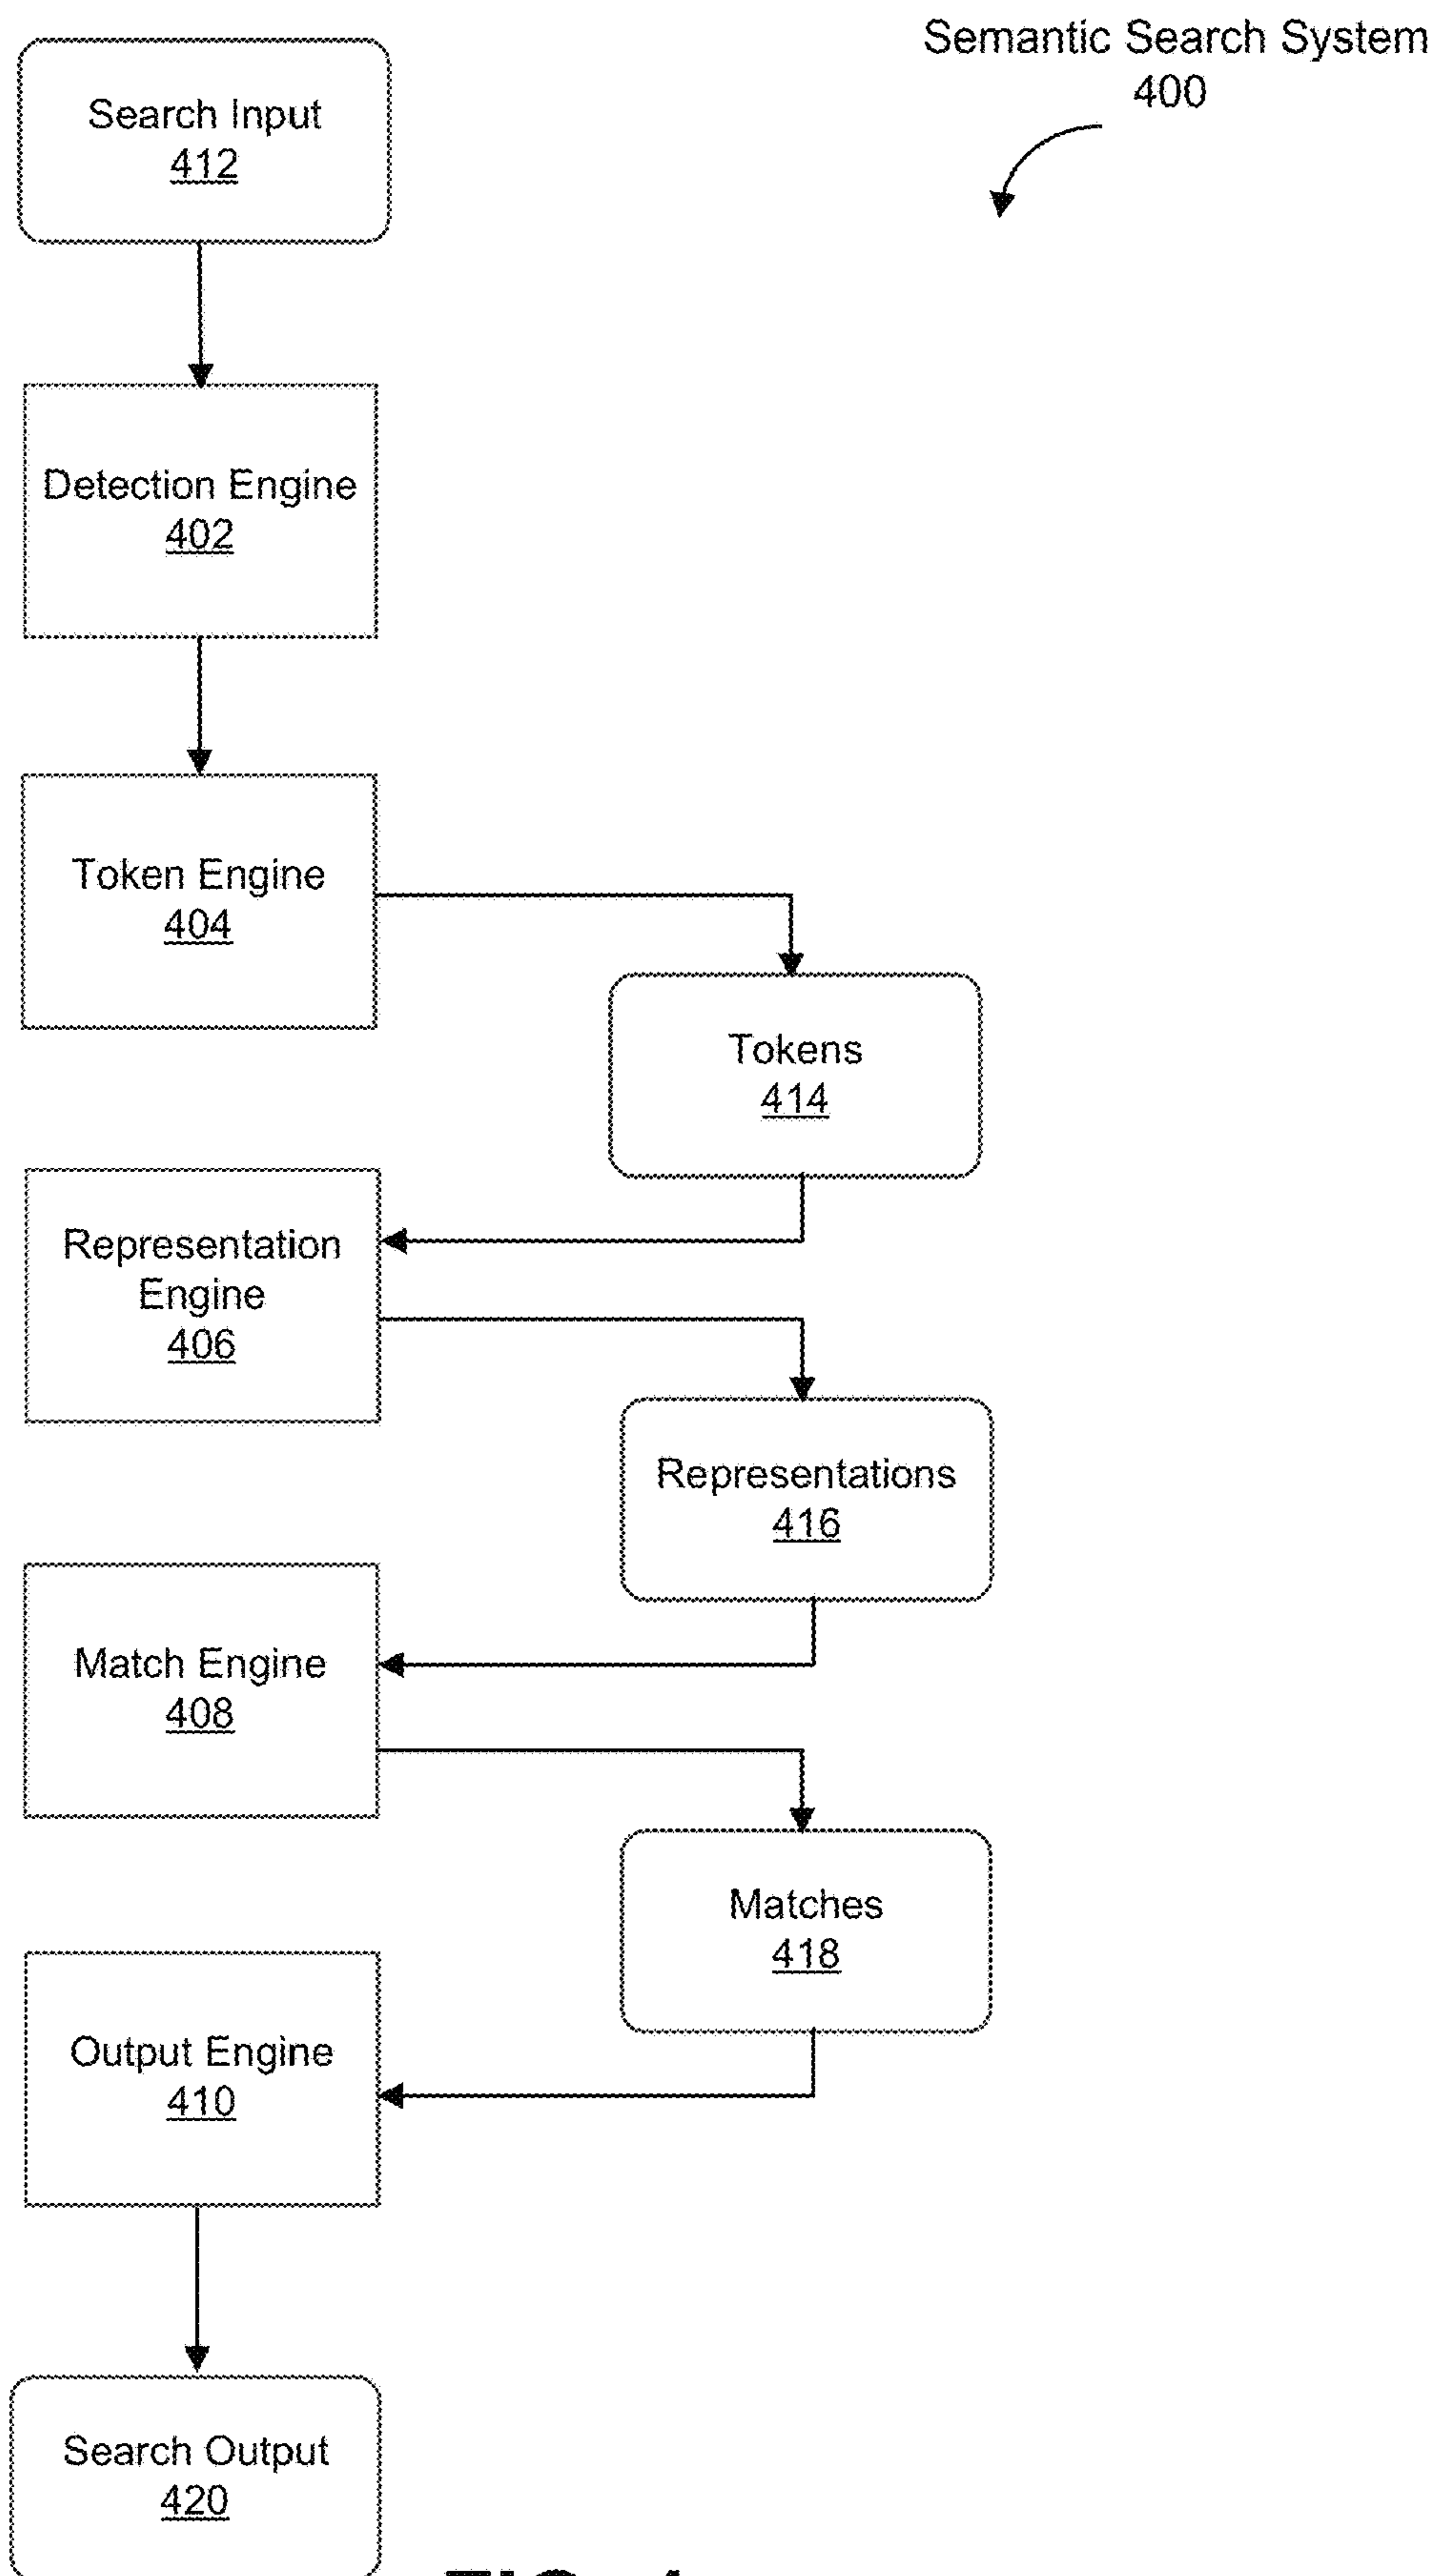 Semantic Search System
400
Search Input
412
Detection Engine
402
Token Engine
404
Tokens
414
Representation
Engine
406
Representations
416
Match Engine
408
Matches
418
Output Engine
410
Search Output
420